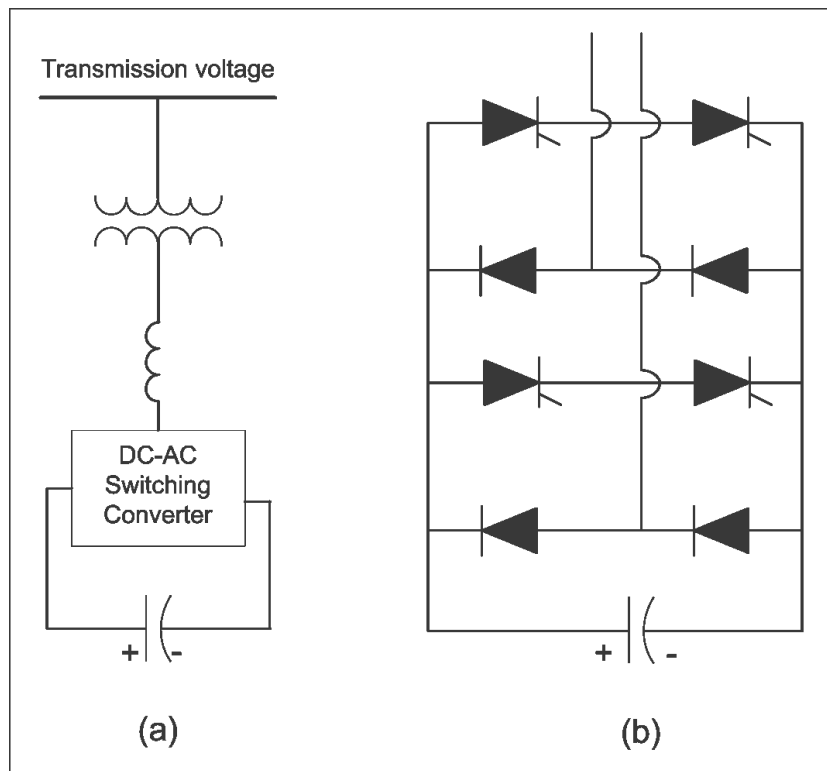 Transmission voltage
DC-AC
Switching
Converter
+ -
+ -
(a)
(b)